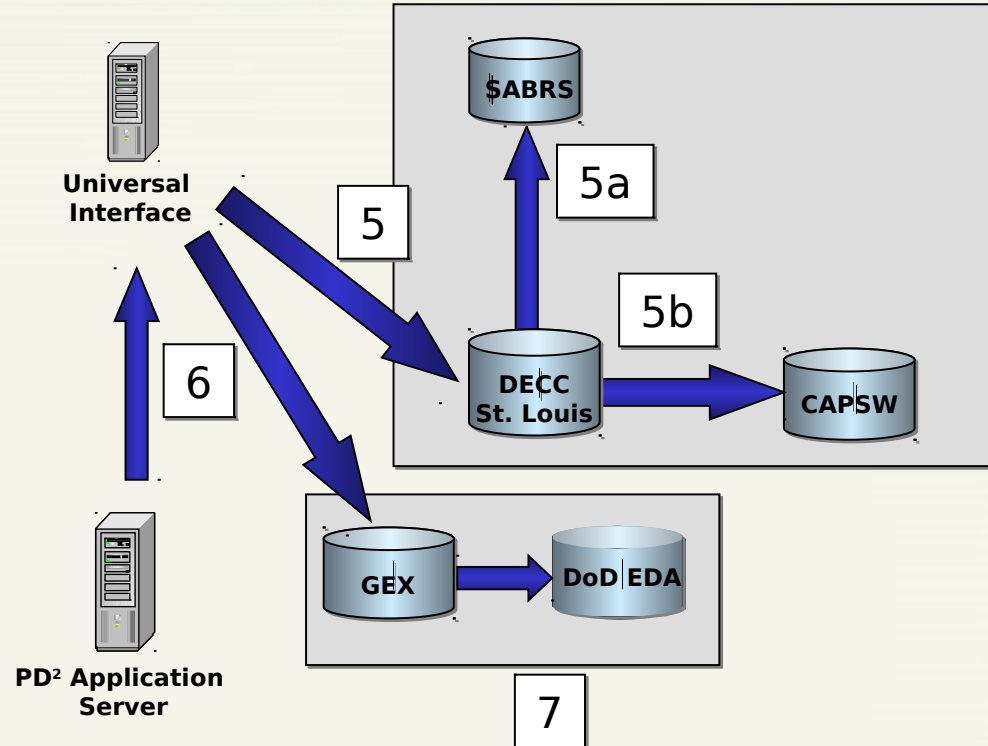 $ABRS
5a
Universal
Interface
5
5b
DECC
St. Louis
6
CAPSW
GEX
DoD EDA
PD² Application
Server
7